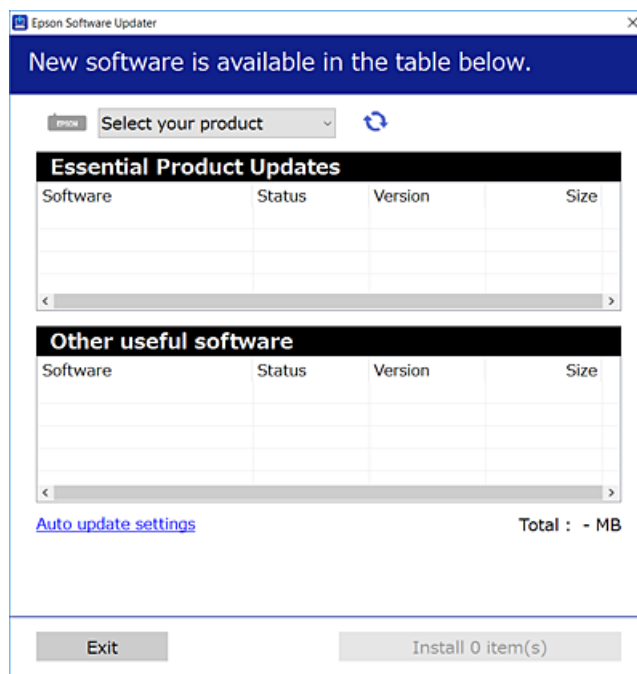 Epson Software Updater
New software is available in the table below.
EPSON Select your product
Essential Product Updates
Software Status Version Size
Other useful software
Software Status Version Size
Auto update settings Total : - MB
Exit Install 0 item(s)